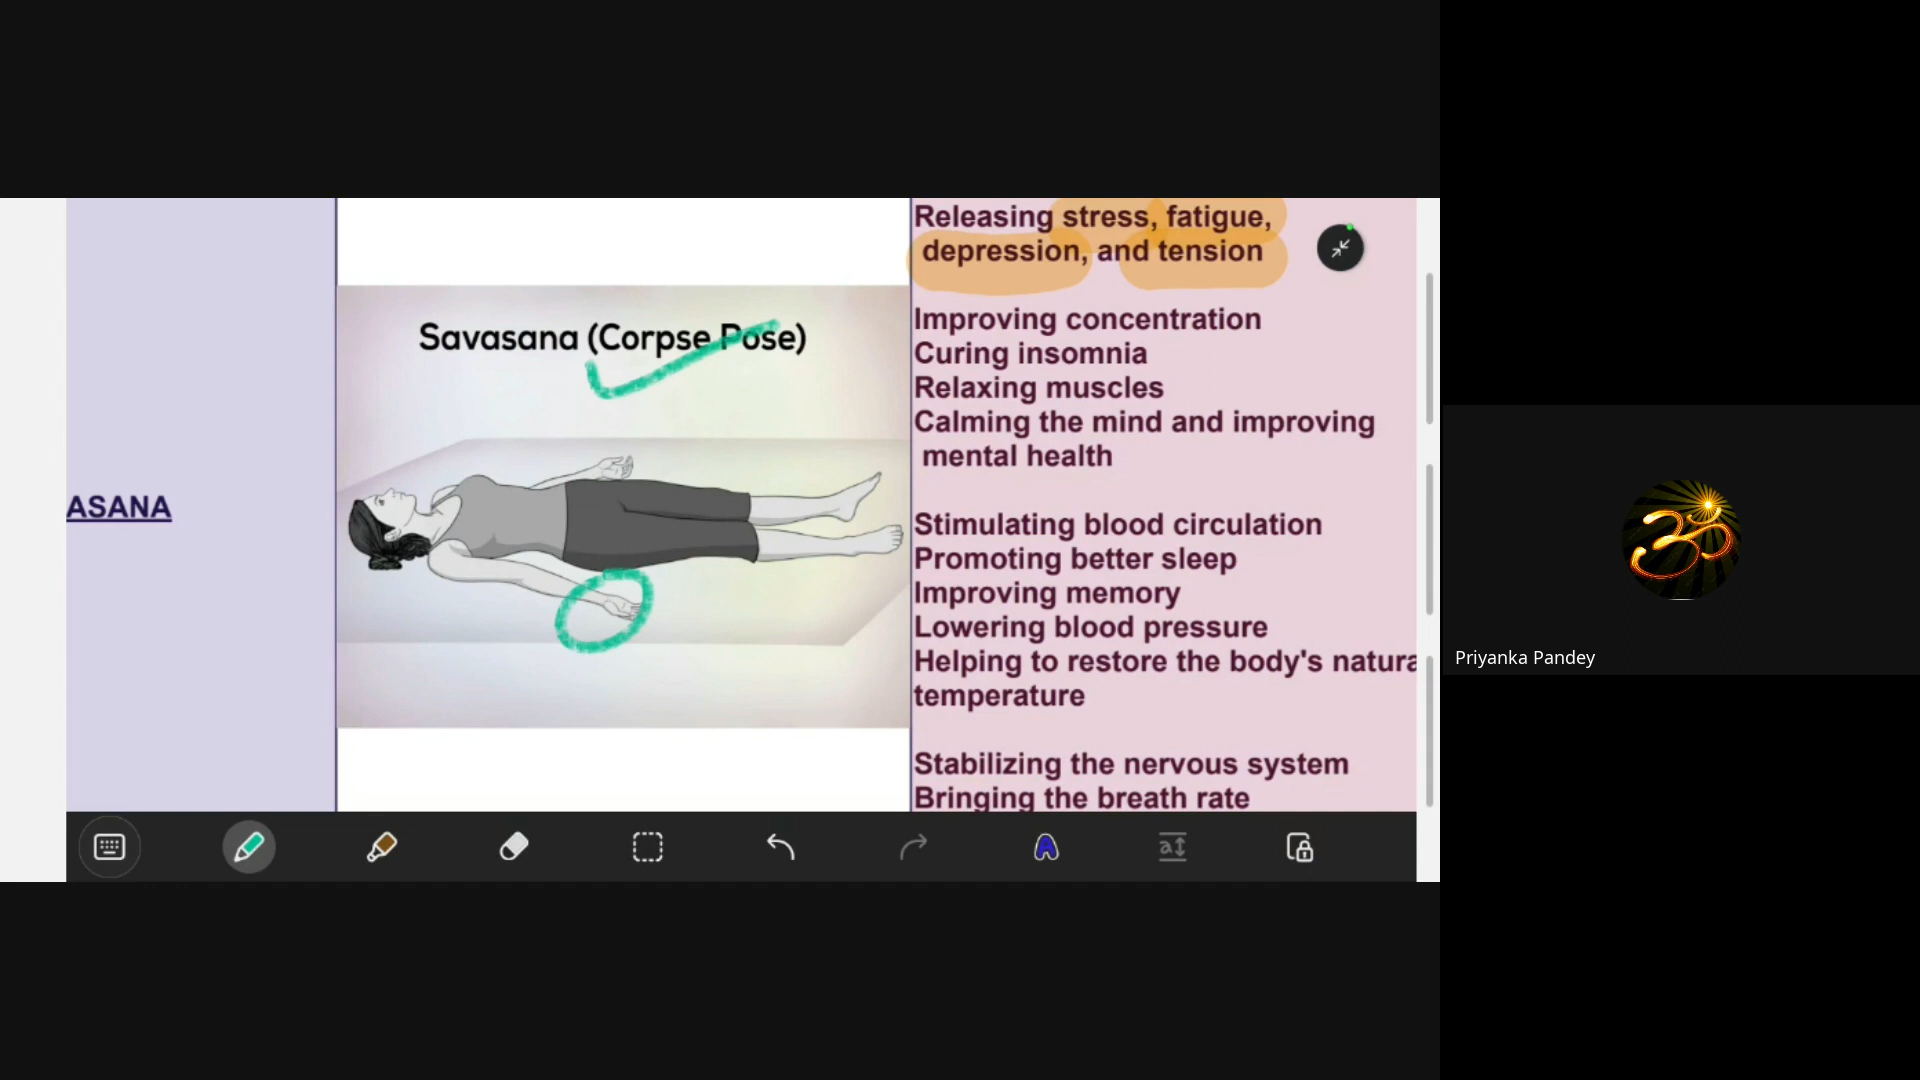 Releasing stress, fatigue,
depression, and tension
Improving concentration
Curing insomnia
Relaxing muscles
Calming the mind and improving
mental health
Stimulating blood circulation
Promoting better sleep
Improving memory
Lowering blood pressure
Helping to restore the body's natura
temperature
Stabilizing the nervous system
Bringing the breath rate
Savasana (Corpse Pose)
ASANA
ॐ
Priyanka Pandey
A
a